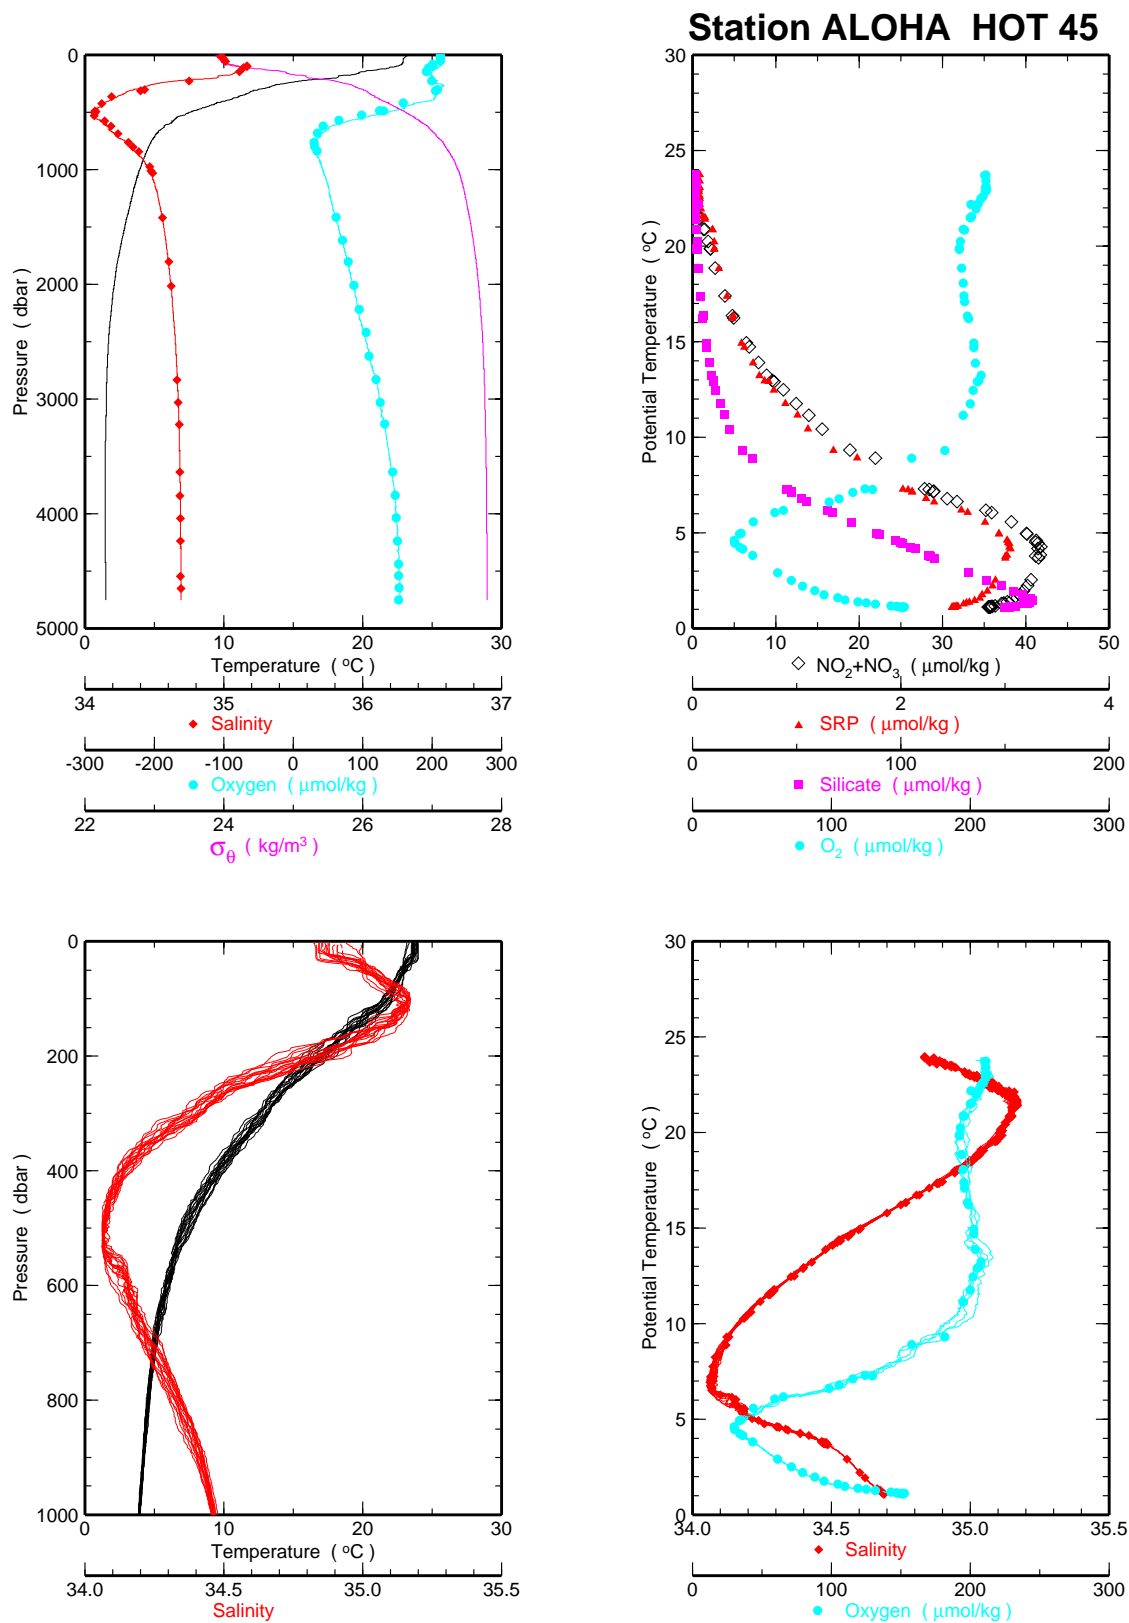 Station ALOHA  HOT 45
0
1000
2000
3000
4000
5000
Pressure ( dbar)
0 10 20 30
Temperature ( °C)
34 35 36 37
Salinity
-300 -200 -100 0 100 200 300
Oxygen ( μmol/kg)
22 24 26 28
σθ ( kg/m³)
30
25
20
15
10
5
0
Potential Temperature ( °C)
0 10 20 30 40 50
NO₂+NO₃ ( μmol/kg)
0 2 4
SRP ( μmol/kg)
0 100 200
Silicate ( μmol/kg)
0 100 200 300
O₂ ( μmol/kg)
0
200
400
600
800
1000
Pressure ( dbar)
0 10 20 30
Temperature ( °C)
34.0 34.5 35.0 35.5
Salinity
30
25
20
15
10
5
0
Potential Temperature ( °C)
34.0 34.5 35.0 35.5
Salinity
0 100 200 300
Oxygen ( μmol/kg)